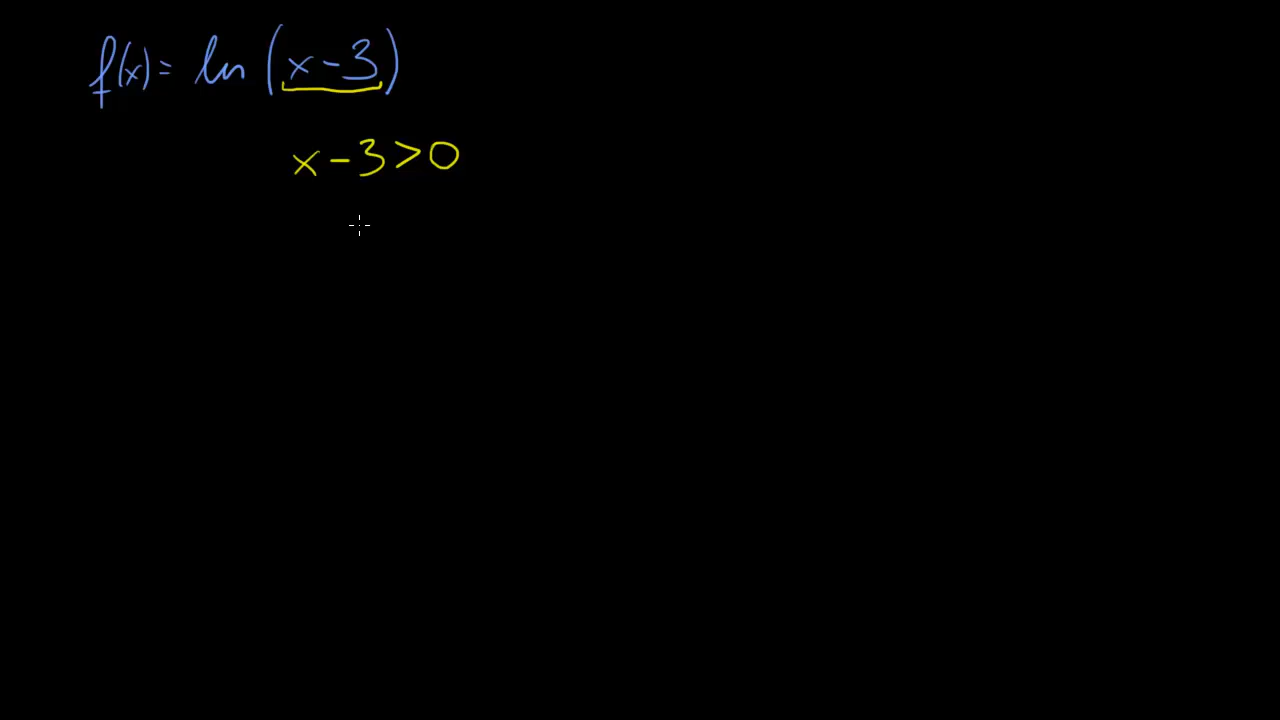 f(x) = ln (x - 3)
x - 3 > 0